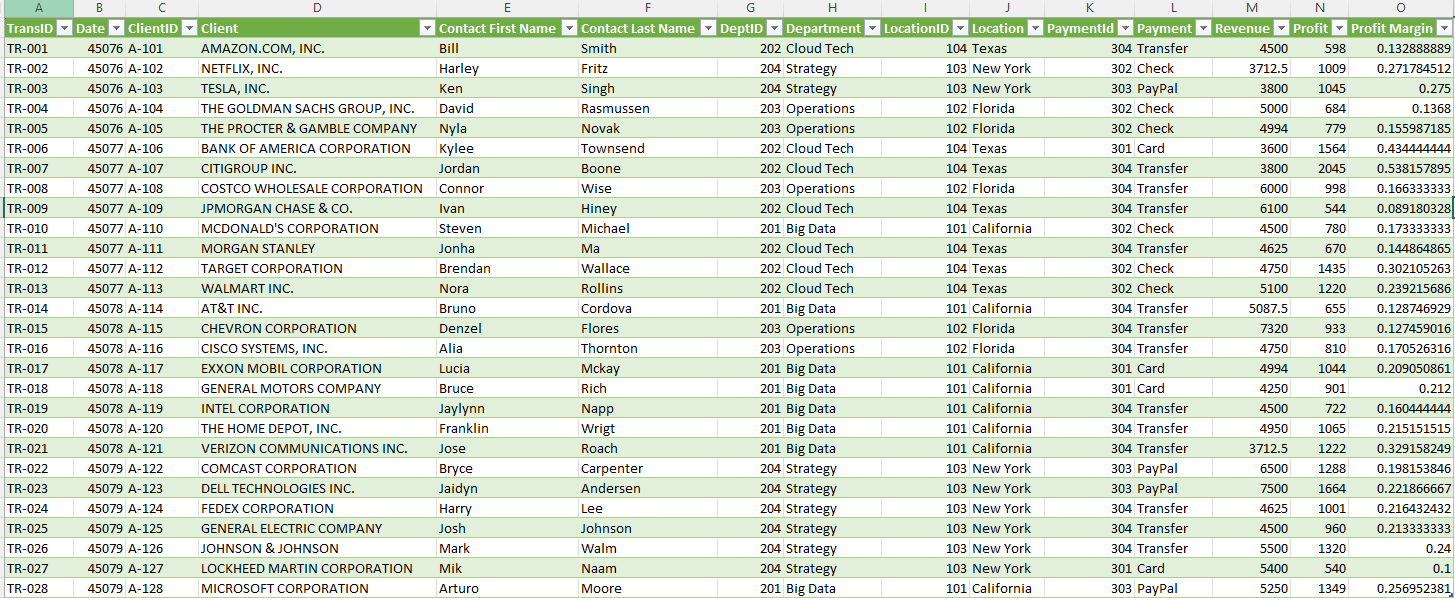 A B C D E F G H I J K L M N O
TransID Date ClientID Client Contact First Name Contact Last Name DeptID Department LocationID Location PaymentId Payment Revenue Profit Profit Margin
TR-001 45076 A-101 AMAZON.COM, INC. Bill Smith 202 Cloud Tech 104 Texas 304 Transfer 4500 598 0.132888889
TR-002 45076 A-102 NETFLIX, INC. Harley Fritz 204 Strategy 103 New York 302 Check 3712.5 1009 0.271784512
TR-003 45076 A-103 TESLA, INC. Ken Singh 204 Strategy 103 New York 303 PayPal 3800 1045 0.275
TR-004 45076 A-104 THE GOLDMAN SACHS GROUP, INC. David Rasmussen 203 Operations 102 Florida 302 Check 5000 684 0.1368
TR-005 45076 A-105 THE PROCTER & GAMBLE COMPANY Nyla Novak 203 Operations 102 Florida 302 Check 4994 779 0.155987185
TR-006 45077 A-106 BANK OF AMERICA CORPORATION Kylee Townsend 202 Cloud Tech 104 Texas 301 Card 3600 1564 0.434444444
TR-007 45077 A-107 CITIGROUP INC. Jordan Boone 202 Cloud Tech 104 Texas 304 Transfer 3800 2045 0.538157895
TR-008 45077 A-108 COSTCO WHOLESALE CORPORATION Connor Wise 203 Operations 102 Florida 304 Transfer 6000 998 0.166333333
TR-009 45077 A-109 JPMORGAN CHASE & CO. Ivan Hiney 202 Cloud Tech 104 Texas 304 Transfer 6100 544 0.089180328
TR-010 45077 A-110 MCDONALD'S CORPORATION Steven Michael 201 Big Data 101 California 302 Check 4500 780 0.173333333
TR-011 45077 A-111 MORGAN STANLEY Jonha Ma 202 Cloud Tech 104 Texas 304 Transfer 4625 670 0.144864865
TR-012 45077 A-112 TARGET CORPORATION Brendan Wallace 202 Cloud Tech 104 Texas 302 Check 4750 1435 0.302105263
TR-013 45077 A-113 WALMART INC. Nora Rollins 202 Cloud Tech 104 Texas 302 Check 5100 1220 0.239215686
TR-014 45078 A-114 AT&T INC. Bruno Cordova 201 Big Data 101 California 304 Transfer 5087.5 655 0.128746929
TR-015 45078 A-115 CHEVRON CORPORATION Denzel Flores 203 Operations 102 Florida 304 Transfer 7320 933 0.127459016
TR-016 45078 A-116 CISCO SYSTEMS, INC. Alia Thornton 203 Operations 102 Florida 304 Transfer 4750 810 0.170526316
TR-017 45078 A-117 EXXON MOBIL CORPORATION Lucia Mckay 201 Big Data 101 California 301 Card 4994 1044 0.209050861
TR-018 45078 A-118 GENERAL MOTORS COMPANY Bruce Rich 201 Big Data 101 California 301 Card 4250 901 0.212
TR-019 45078 A-119 INTEL CORPORATION Jaylynn Napp 201 Big Data 101 California 304 Transfer 4500 722 0.160444444
TR-020 45078 A-120 THE HOME DEPOT, INC. Franklin Wrigt 201 Big Data 101 California 304 Transfer 4950 1065 0.215151515
TR-021 45078 A-121 VERIZON COMMUNICATIONS INC. Jose Roach 201 Big Data 101 California 304 Transfer 3712.5 1222 0.329158249
TR-022 45079 A-122 COMCAST CORPORATION Bryce Carpenter 204 Strategy 103 New York 303 PayPal 6500 1288 0.198153846
TR-023 45079 A-123 DELL TECHNOLOGIES INC. Jaidyn Andersen 204 Strategy 103 New York 303 PayPal 7500 1664 0.221866667
TR-024 45079 A-124 FEDEX CORPORATION Harry Lee 204 Strategy 103 New York 304 Transfer 4625 1001 0.216432432
TR-025 45079 A-125 GENERAL ELECTRIC COMPANY Josh Johnson 204 Strategy 103 New York 304 Transfer 4500 960 0.213333333
TR-026 45079 A-126 JOHNSON & JOHNSON Mark Walm 204 Strategy 103 New York 304 Transfer 5500 1320 0.24
TR-027 45079 A-127 LOCKHEED MARTIN CORPORATION Mik Naam 204 Strategy 103 New York 301 Card 5400 540 0.1
TR-028 45079 A-128 MICROSOFT CORPORATION Arturo Moore 201 Big Data 101 California 303 PayPal 5250 1349 0.256952381